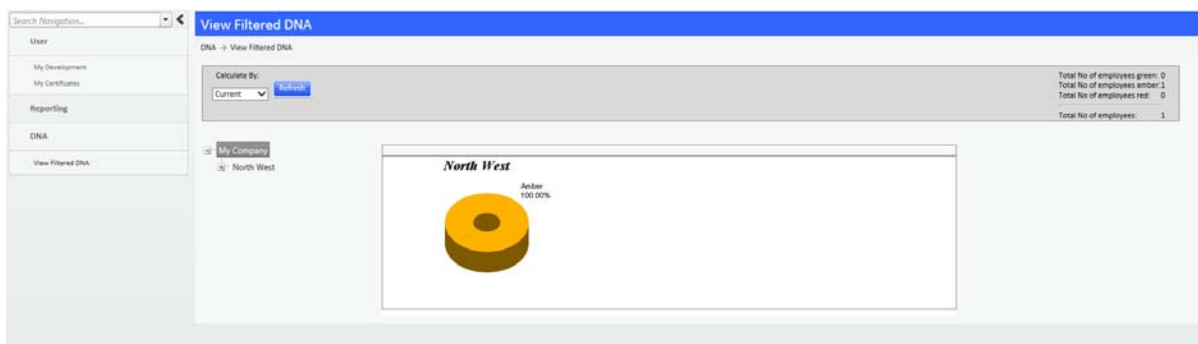 Search Navigation...
User
My Development
My Certificates
Reporting
DNA
View Filtered DNA
View Filtered DNA
DNA → View Filtered DNA
Calculate By:
Current
Refresh
Total No of employees green: 0
Total No of employees amber:1
Total No of employees red: 0
Total No of employees: 1
My Company
North West
North West
Amber
100.00%